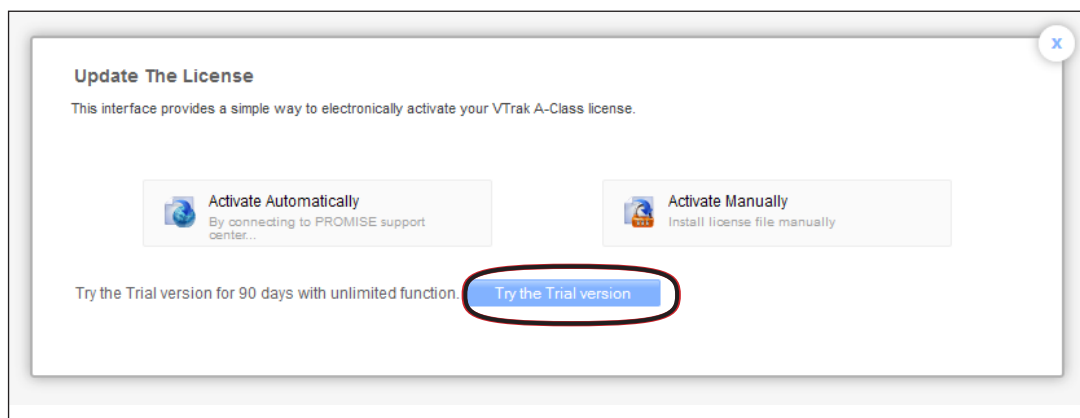 x
Update The License
This interface provides a simple way to electronically activate your VTrak A-Class license.
Activate Automatically
By connecting to PROMISE support
center...
Activate Manually
Install license file manually
Try the Trial version for 90 days with unlimited function.
Try the Trial version